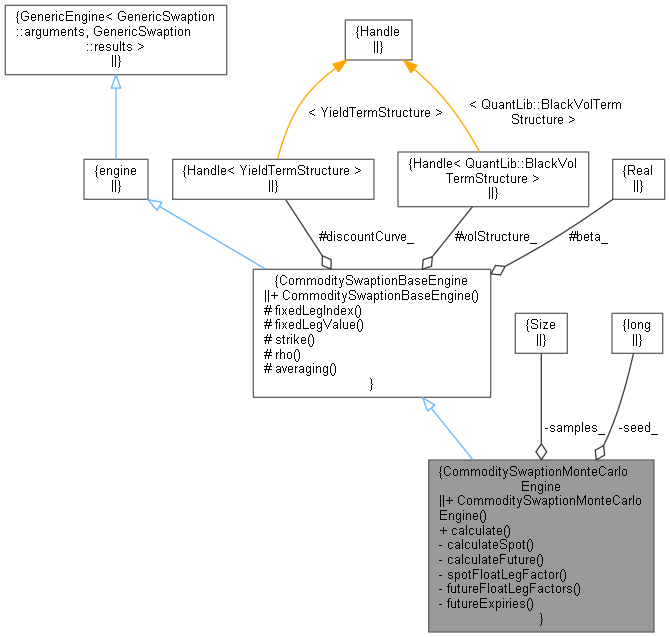 {GenericEngine< GenericSwaption
::arguments, GenericSwaption
::results >
||}
{Handle
||}
< YieldTermStructure >
< QuantLib::BlackVolTerm
Structure >
{engine
||}
{Handle< YieldTermStructure >
||}
{Handle< QuantLib::BlackVol
TermStructure >
||}
{Real
||}
#discountCurve_
#volStructure_
#beta_
{CommoditySwaptionBaseEngine
||+ CommoditySwaptionBaseEngine()
# fixedLegIndex()
# fixedLegValue()
# strike()
# rho()
# averaging()
}
{Size
||}
{long
||}
-samples_
-seed_
{CommoditySwaptionMonteCarlo
Engine
||+ CommoditySwaptionMonteCarlo
Engine()
+ calculate()
- calculateSpot()
- calculateFuture()
- spotFloatLegFactor()
- futureFloatLegFactors()
- futureExpiries()
}